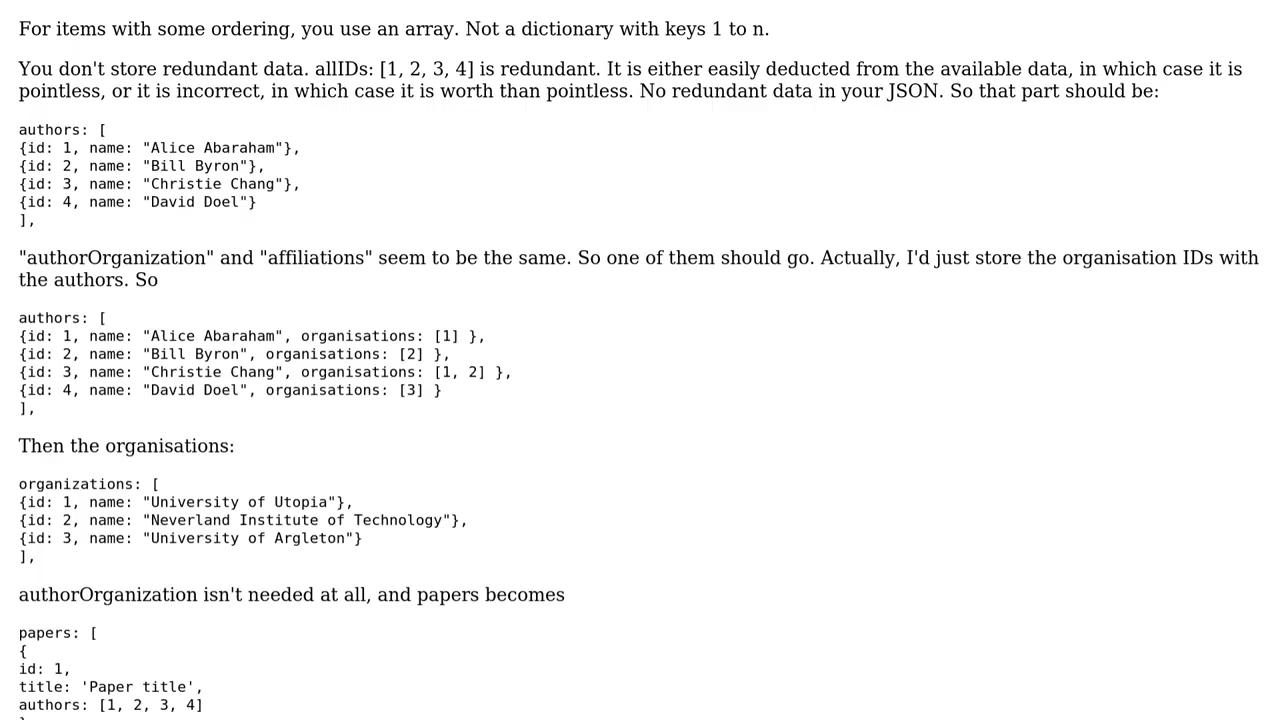 For items with some ordering, you use an array. Not a dictionary with keys 1 to n.
You don't store redundant data. allIDs: [1, 2, 3, 4] is redundant. It is either easily deducted from the available data, in which case it is
pointless, or it is incorrect, in which case it is worth than pointless. No redundant data in your JSON. So that part should be:
authors: [
{id: 1, name: "Alice Abaraham"},
{id: 2, name: "Bill Byron"},
{id: 3, name: "Christie Chang"},
{id: 4, name: "David Doel"}
],
"authorOrganization" and "affiliations" seem to be the same. So one of them should go. Actually, I'd just store the organisation IDs with
the authors. So
authors: [
{id: 1, name: "Alice Abaraham", organisations: [1] },
{id: 2, name: "Bill Byron", organisations: [2] },
{id: 3, name: "Christie Chang", organisations: [1, 2] },
{id: 4, name: "David Doel", organisations: [3] }
],
Then the organisations:
organizations: [
{id: 1, name: "University of Utopia"},
{id: 2, name: "Neverland Institute of Technology"},
{id: 3, name: "University of Argleton"}
],
authorOrganization isn't needed at all, and papers becomes
papers: [
{
id: 1,
title: 'Paper title',
authors: [1, 2, 3, 4]